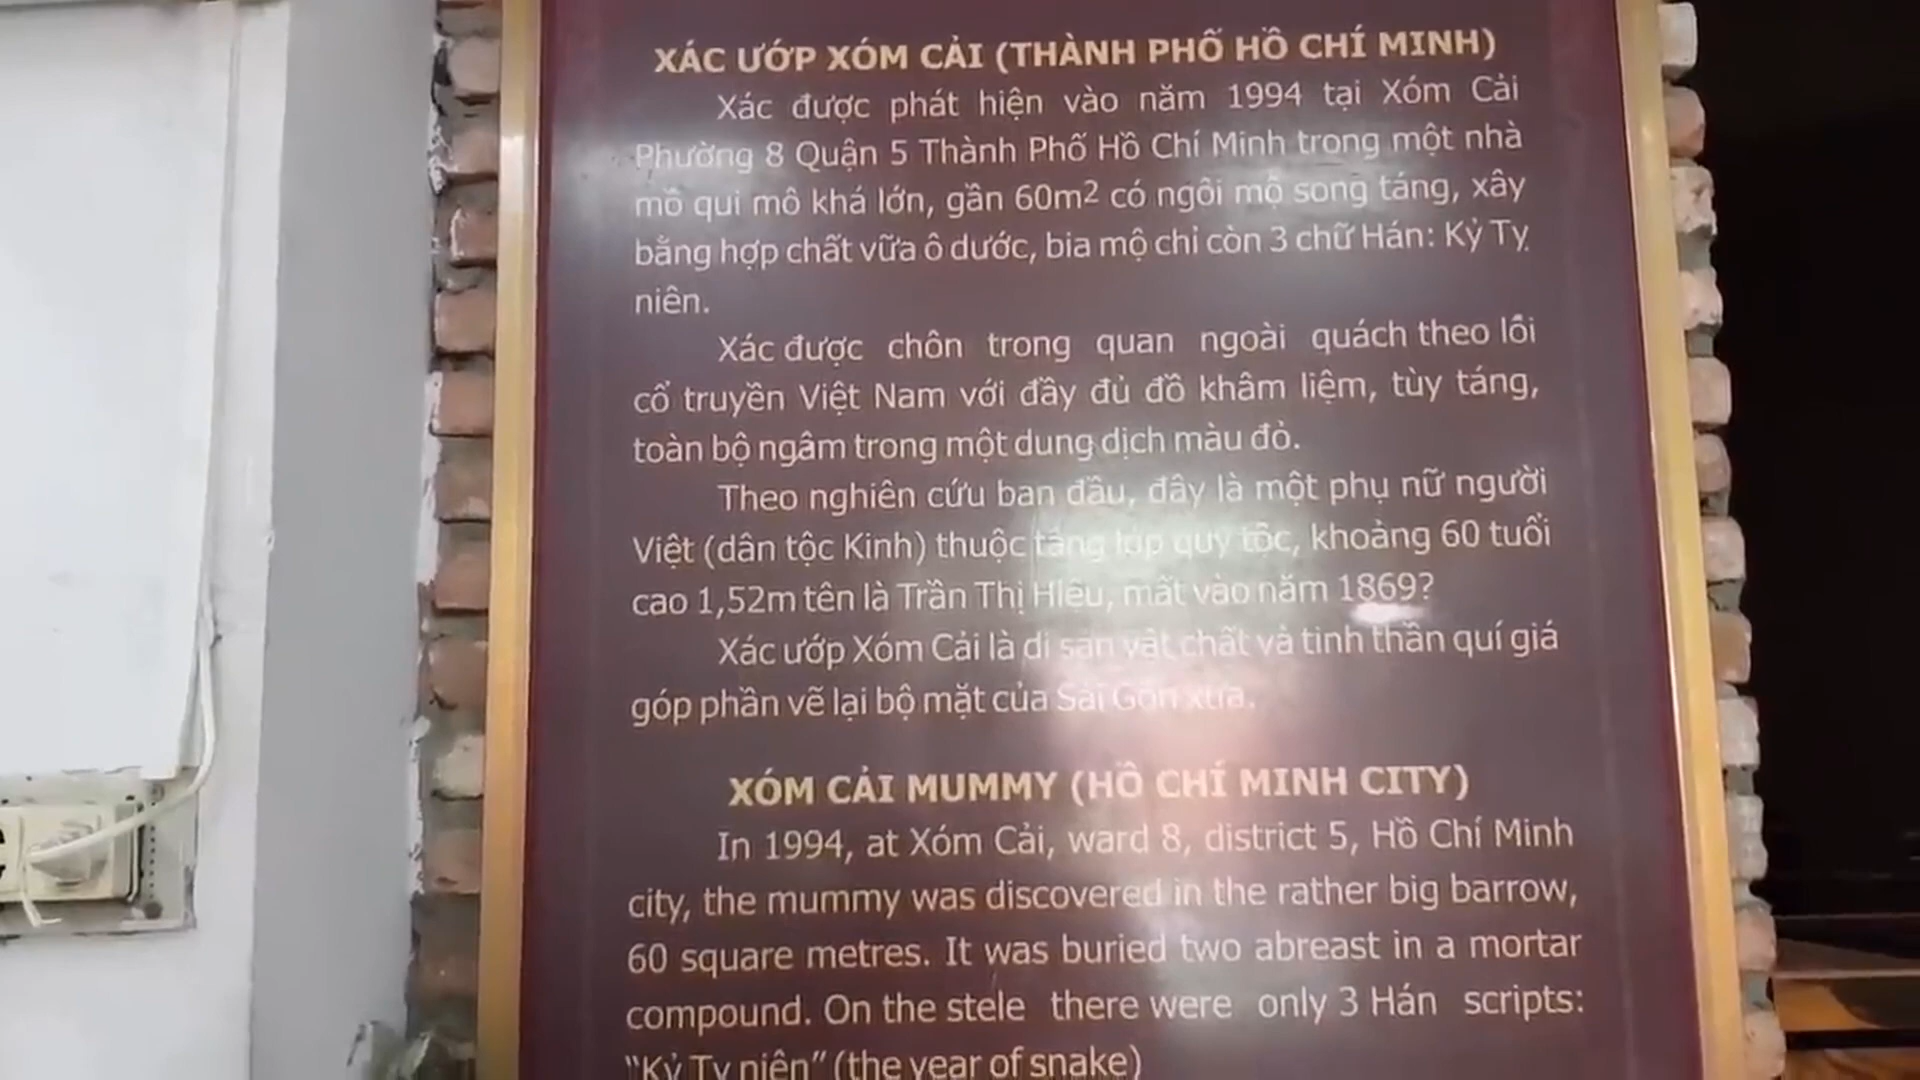 XÁC ƯỚP XÓM CẢI (THÀNH PHỐ HỒ CHÍ MINH)
Xác được phát hiện vào năm 1994 tại Xóm Cải
Phường 8 Quận 5 Thành Phố Hồ Chí Minh trong một nhà
mồ qui mô khá lớn, gần 60m2 có ngôi mộ song táng, xây
bằng hợp chất vữa ô dước, bia mộ chỉ còn 3 chữ Hán: Kỷ Tỵ
niên.
Xác được chôn trong quan ngoài quách theo lối
cổ truyền Việt Nam với đầy đủ đồ khâm liệm, tùy táng,
toàn bộ ngâm trong một dung dịch màu đỏ.
Theo nghiên cứu ban đầu, đây là một phụ nữ người
Việt (dân tộc Kinh) thuộc tầng lớp quý tộc, khoảng 60 tuổi
cao 1,52m tên là Trần Thị Hiệu, mất vào năm 1869?
Xác ướp Xóm Cải là di sản vật chất và tinh thần quí giá
góp phần vẽ lại bộ mặt của Sài Gòn xưa.
XÓM CẢI MUMMY (HỒ CHÍ MINH CITY)
In 1994, at Xóm Cải, ward 8, district 5, Hồ Chí Minh
city, the mummy was discovered in the rather big barrow,
60 square metres. It was buried two abreast in a mortar
compound. On the stele there were only 3 Hán scripts:
"Kỷ Tỵ niên" (the year of snake)